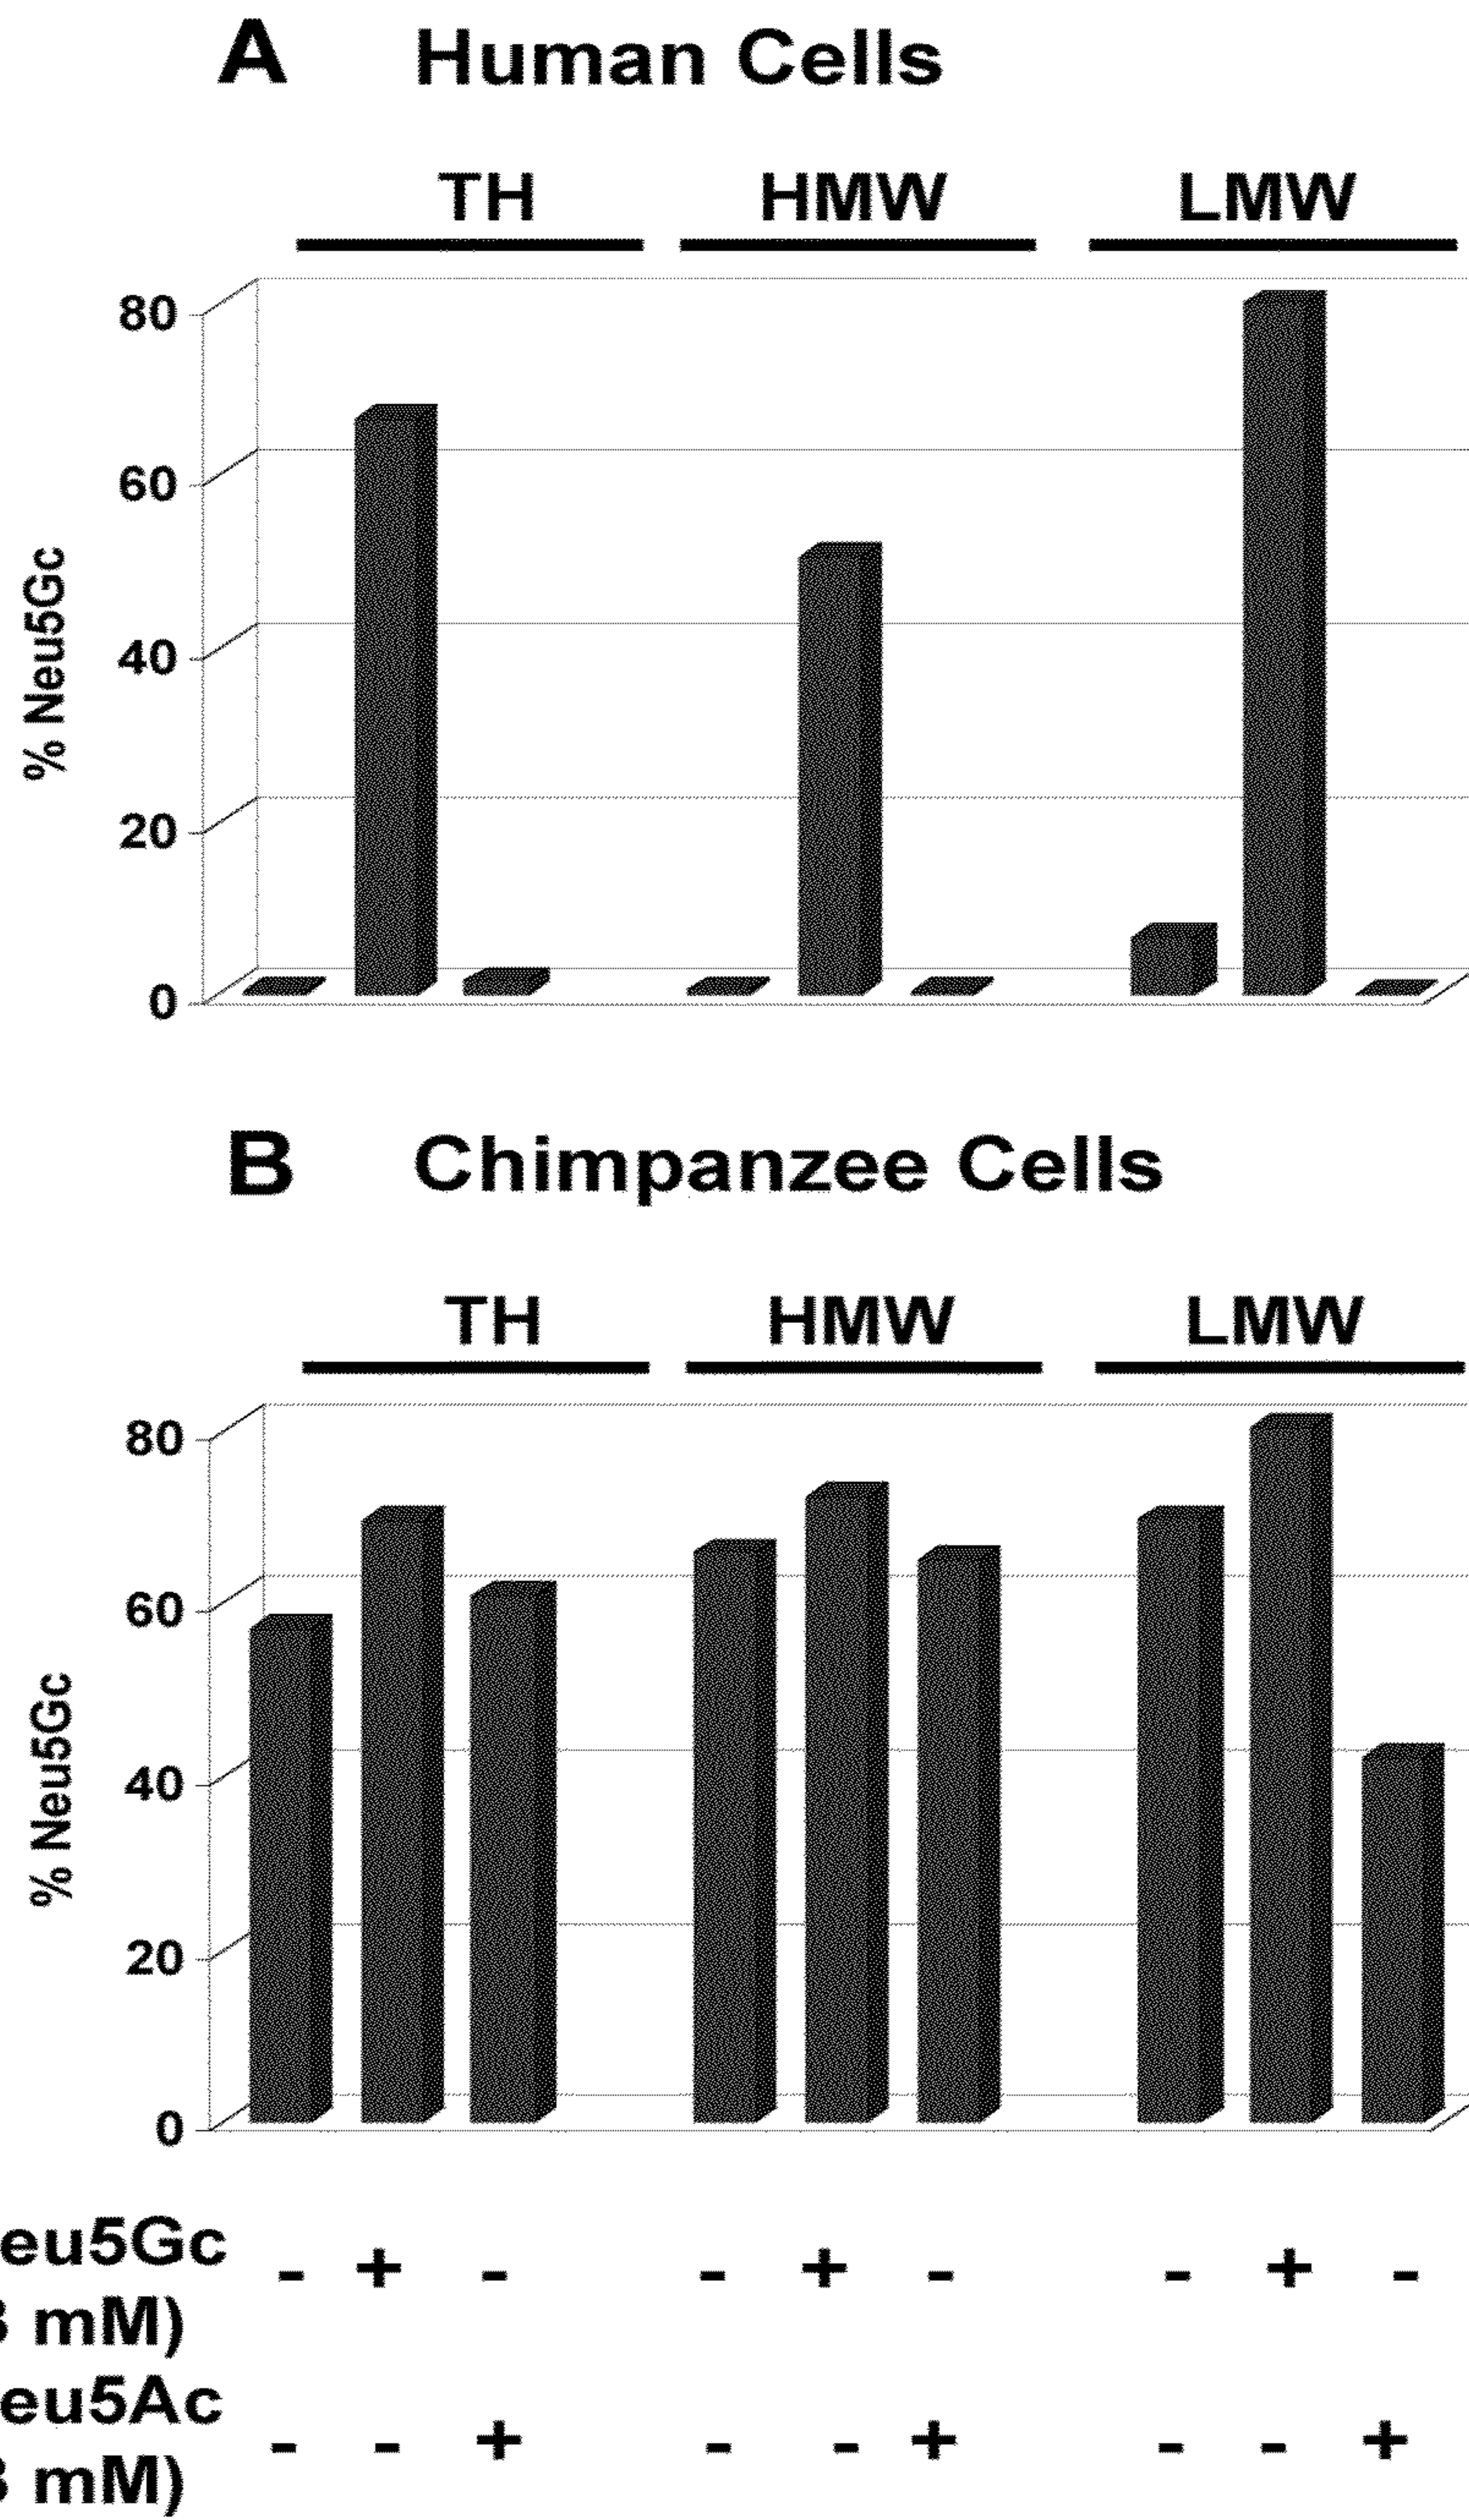 A Human Cells
TH HMW LMW
80
60
40
20
0
% Neu5Gc
B Chimpanzee Cells
TH HMW LMW
80
60
40
20
0
% Neu5Gc
eu5Gc - + - - + - - + -
mM)
eu5Ac - - + - - + - - +
mM)